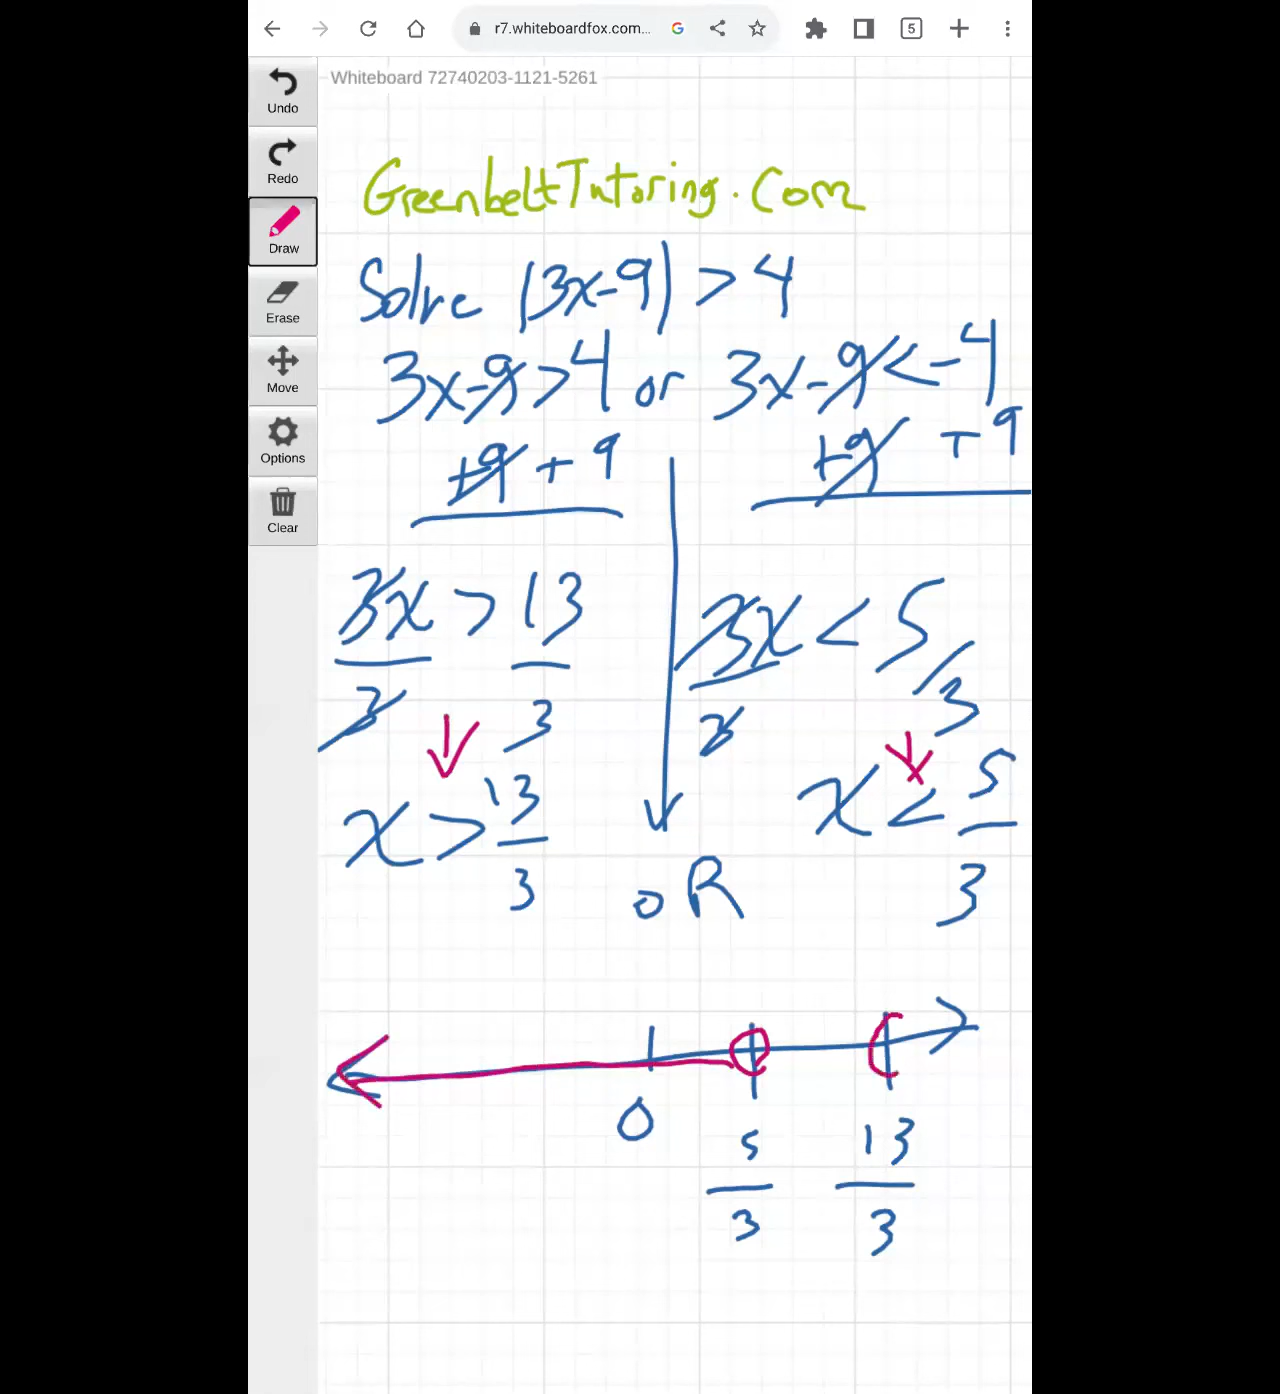 r7.whiteboardfox.com...
5
Whiteboard 72740203-1121-5261
Undo
Redo
Draw
Erase
Move
Options
Clear
GreenbeltTutoring.Com
Solve |3x-9| > 4
3x-9 > 4 or 3x-9 < -4
+9 + 9 +9 + 9
3x > 13 3x < 5/3
3 3 3
x > 13/3 x < 5/3
OR
0 5/3 13/3